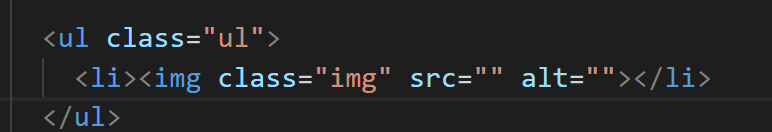 <ul class="ul">
<li><img class="img" src="" alt=""></li>
</ul>